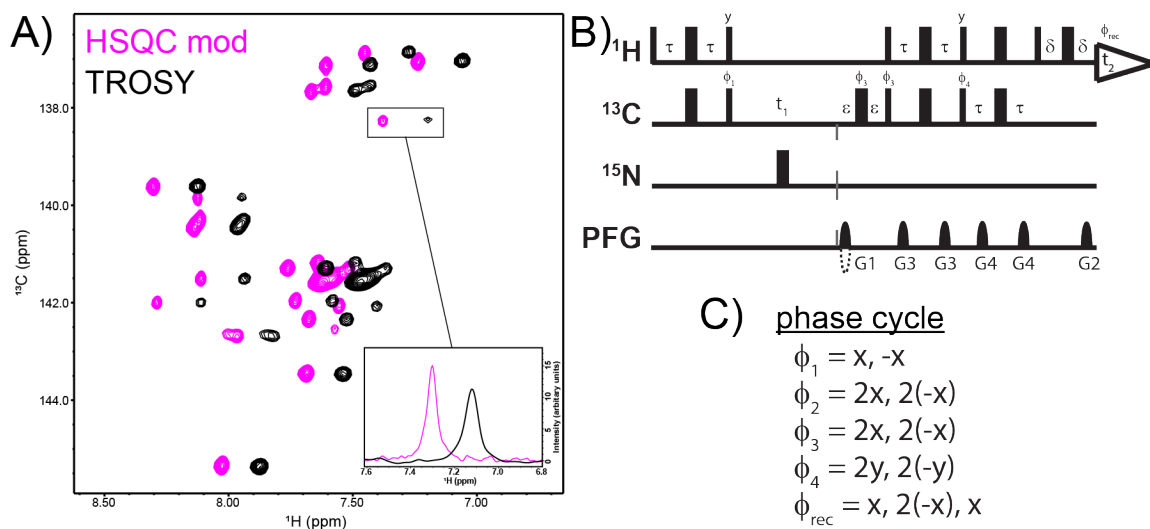 A)
HSQC mod
TROSY
138.0
140.0
142.0
144.0
¹³C (ppm)
8.50
8.00
7.50
7.00
¹H (ppm)
15
10
5
0
Intensity (arbitary units)
7.6
7.4
7.2
7.0
6.8
¹H (ppm)
B)
y y ϕrec
¹H τ τ τ τ δ δ t₂
ϕ₁ ϕ₃ ϕ₃ ϕ₄
¹³C t₁ ε ε τ τ
¹⁵N
PFG
G1 G3 G3 G4 G4 G2
C) phase cycle
ϕ₁ = x, -x
ϕ₂ = 2x, 2(-x)
ϕ₃ = 2x, 2(-x)
ϕ₄ = 2y, 2(-y)
ϕrec = x, 2(-x), x